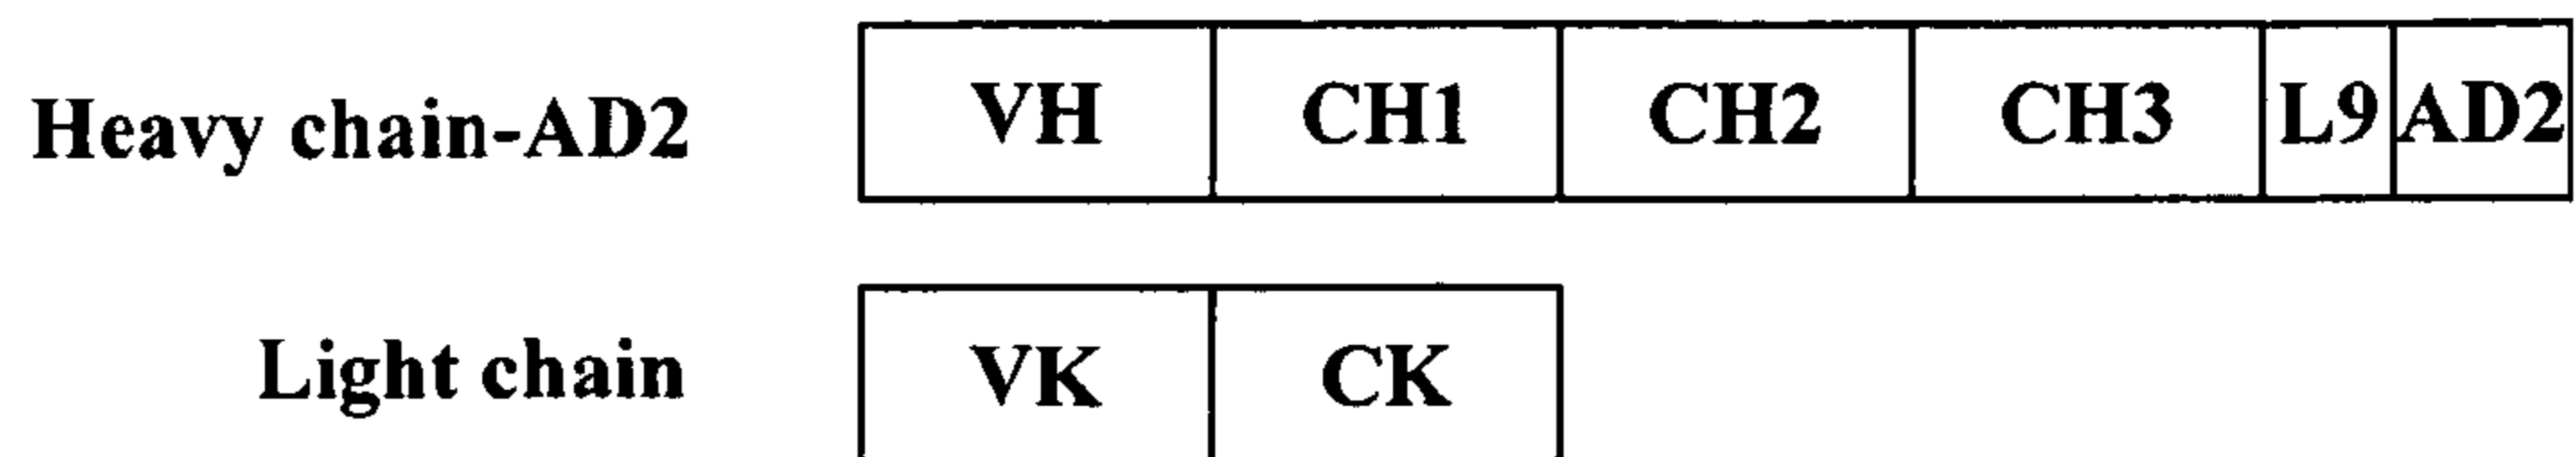 Heavy chain-AD2 VH CH1 CH2 CH3 L9 AD2
Light chain VK CK